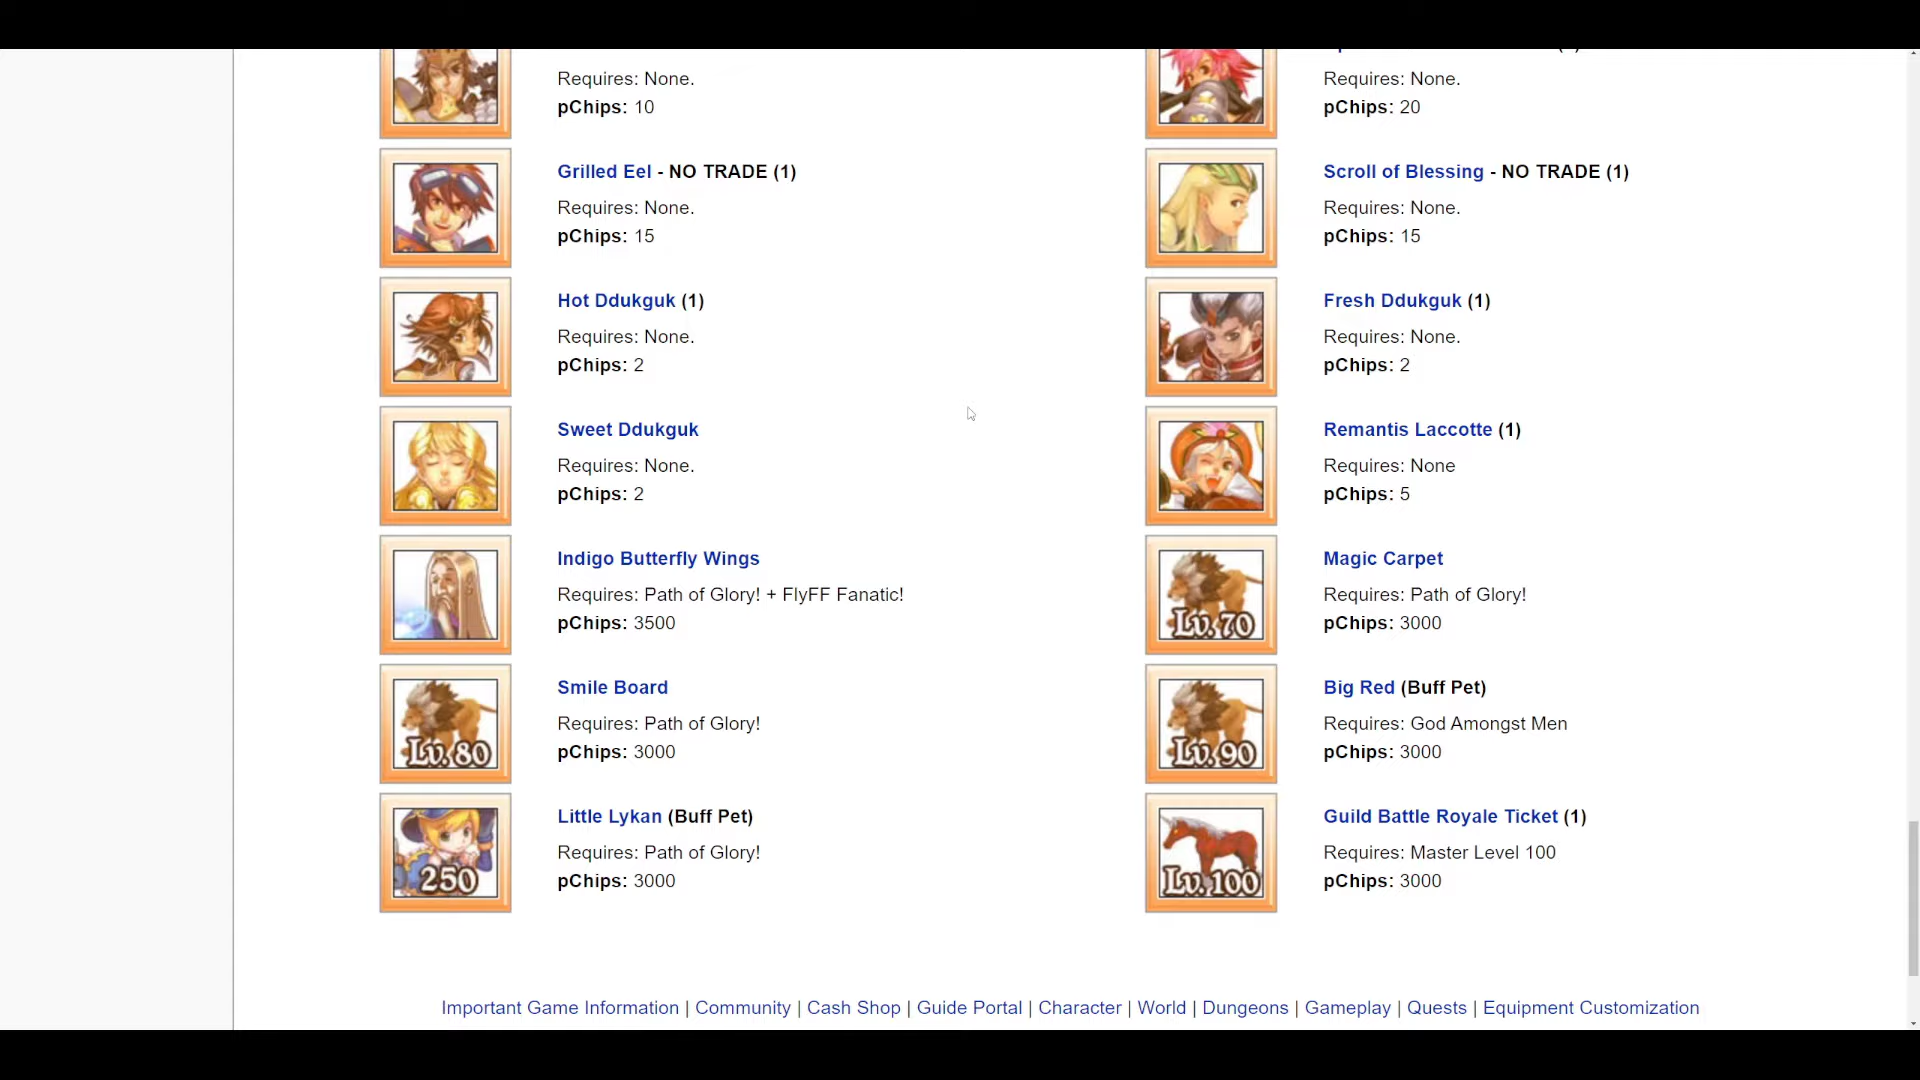 Requires: None.
pChips: 10
Requires: None.
pChips: 20
Grilled Eel - NO TRADE (1)
Requires: None.
pChips: 15
Scroll of Blessing - NO TRADE (1)
Requires: None.
pChips: 15
Hot Ddukguk (1)
Requires: None.
pChips: 2
Fresh Ddukguk (1)
Requires: None.
pChips: 2
Sweet Ddukguk
Requires: None.
pChips: 2
Remantis Laccotte (1)
Requires: None
pChips: 5
Indigo Butterfly Wings
Requires: Path of Glory! + FlyFF Fanatic!
pChips: 3500
Lv.70
Magic Carpet
Requires: Path of Glory!
pChips: 3000
Lv.80
Smile Board
Requires: Path of Glory!
pChips: 3000
Lv.90
Big Red (Buff Pet)
Requires: God Amongst Men
pChips: 3000
250
Little Lykan (Buff Pet)
Requires: Path of Glory!
pChips: 3000
Lv.100
Guild Battle Royale Ticket (1)
Requires: Master Level 100
pChips: 3000
Important Game Information | Community | Cash Shop | Guide Portal | Character | World | Dungeons | Gameplay | Quests | Equipment Customization